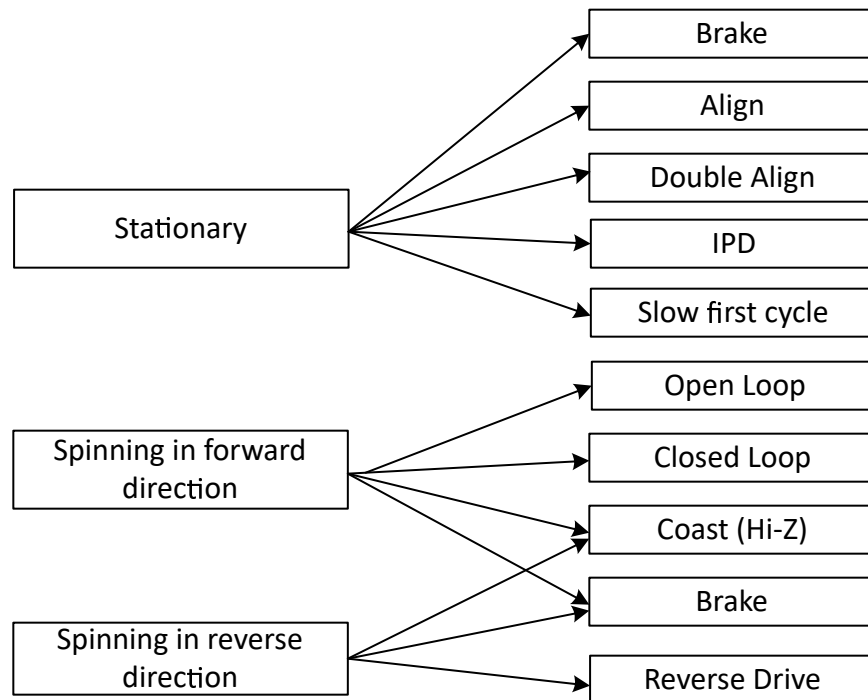 Brake
Align
Double Align
Stationary
IPD
Slow first cycle
Open Loop
Spinning in forward
direction
Closed Loop
Coast (Hi-Z)
Brake
Spinning in reverse
direction
Reverse Drive